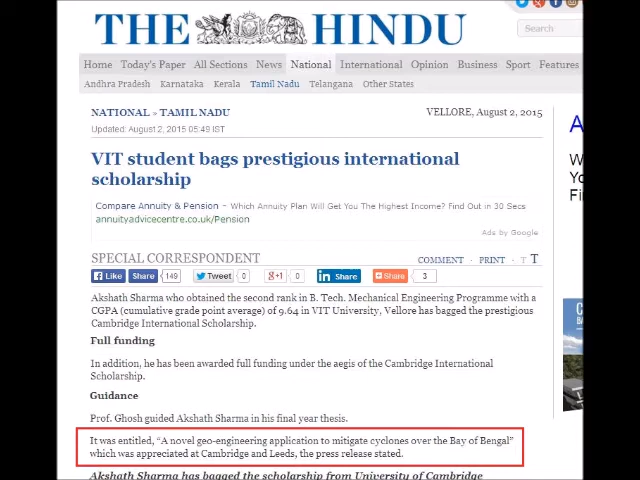 THE HINDU
Search
Home Today's Paper All Sections News National International Opinion Business Sport Features
Andhra Pradesh Karnataka Kerala Tamil Nadu Telangana Other States
NATIONAL » TAMIL NADU
VELLORE, August 2, 2015
Updated: August 2, 2015 05:49 IST
VIT student bags prestigious international
scholarship
Compare Annuity & Pension - Which Annuity Plan Will Get You The Highest Income? Find Out in 30 Secs
annuityadvicecentre.co.uk/Pension
Ads by Google
SPECIAL CORRESPONDENT
COMMENT · PRINT · T T
Like Share 149 Tweet 0 g+1 0 in Share Share 3
Akshath Sharma who obtained the second rank in B. Tech. Mechanical Engineering Programme with a
CGPA (cumulative grade point average) of 9.64 in VIT University, Vellore has bagged the prestigious
Cambridge International Scholarship.
Full funding
In addition, he has been awarded full funding under the aegis of the Cambridge International
Scholarship.
Guidance
Prof. Ghosh guided Akshath Sharma in his final year thesis.
It was entitled, “A novel geo-engineering application to mitigate cyclones over the Bay of Bengal”
which was appreciated at Cambridge and Leeds, the press release stated.
Akshath Sharma has bagged the scholarship from University of Cambridge